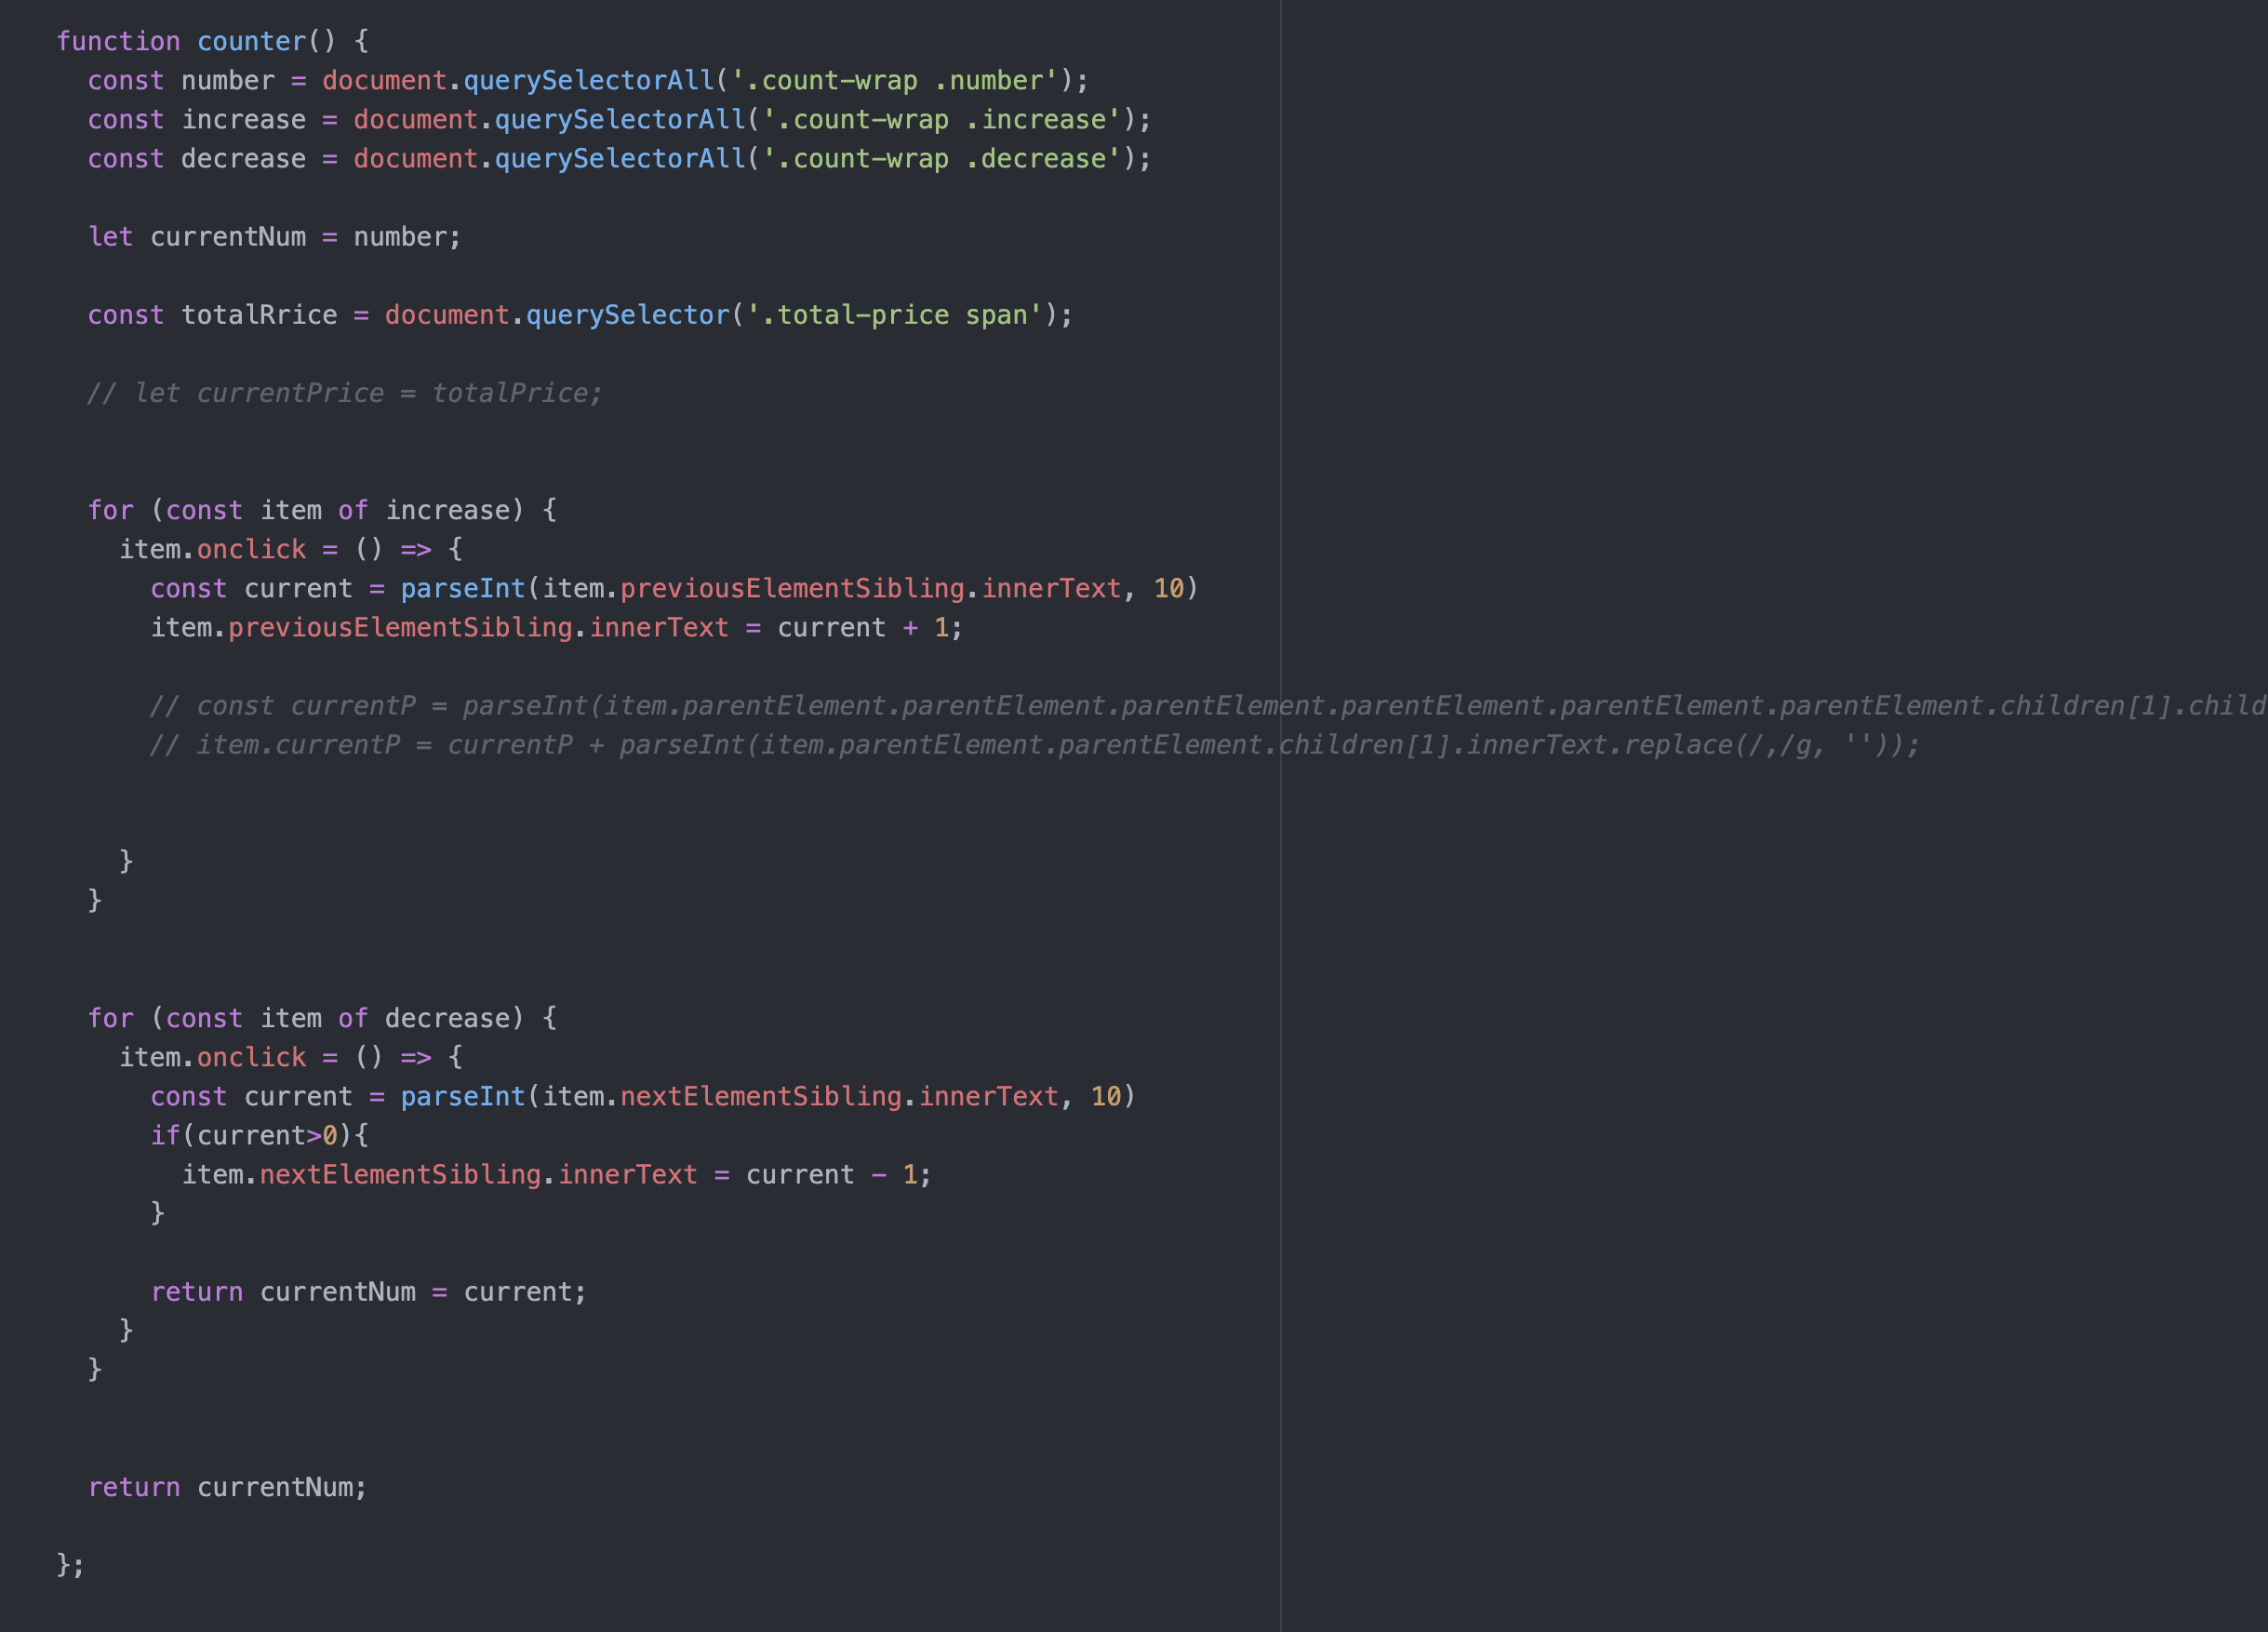 function counter() {
const number = document.querySelectorAll('.count-wrap .number');
const increase = document.querySelectorAll('.count-wrap .increase');
const decrease = document.querySelectorAll('.count-wrap .decrease');
let currentNum = number;
const totalRrice = document.querySelector('.total-price span');
// let currentPrice = totalPrice;
for (const item of increase) {
item.onclick = () => {
const current = parseInt(item.previousElementSibling.innerText, 10)
item.previousElementSibling.innerText = current + 1;
// const currentP = parseInt(item.parentElement.parentElement.parentElement.parentElement.parentElement.parentElement.children[1].child
// item.currentP = currentP + parseInt(item.parentElement.parentElement.children[1].innerText.replace(/,/g, ''));
}
}
for (const item of decrease) {
item.onclick = () => {
const current = parseInt(item.nextElementSibling.innerText, 10)
if(current>0){
item.nextElementSibling.innerText = current - 1;
}
return currentNum = current;
}
}
return currentNum;
};